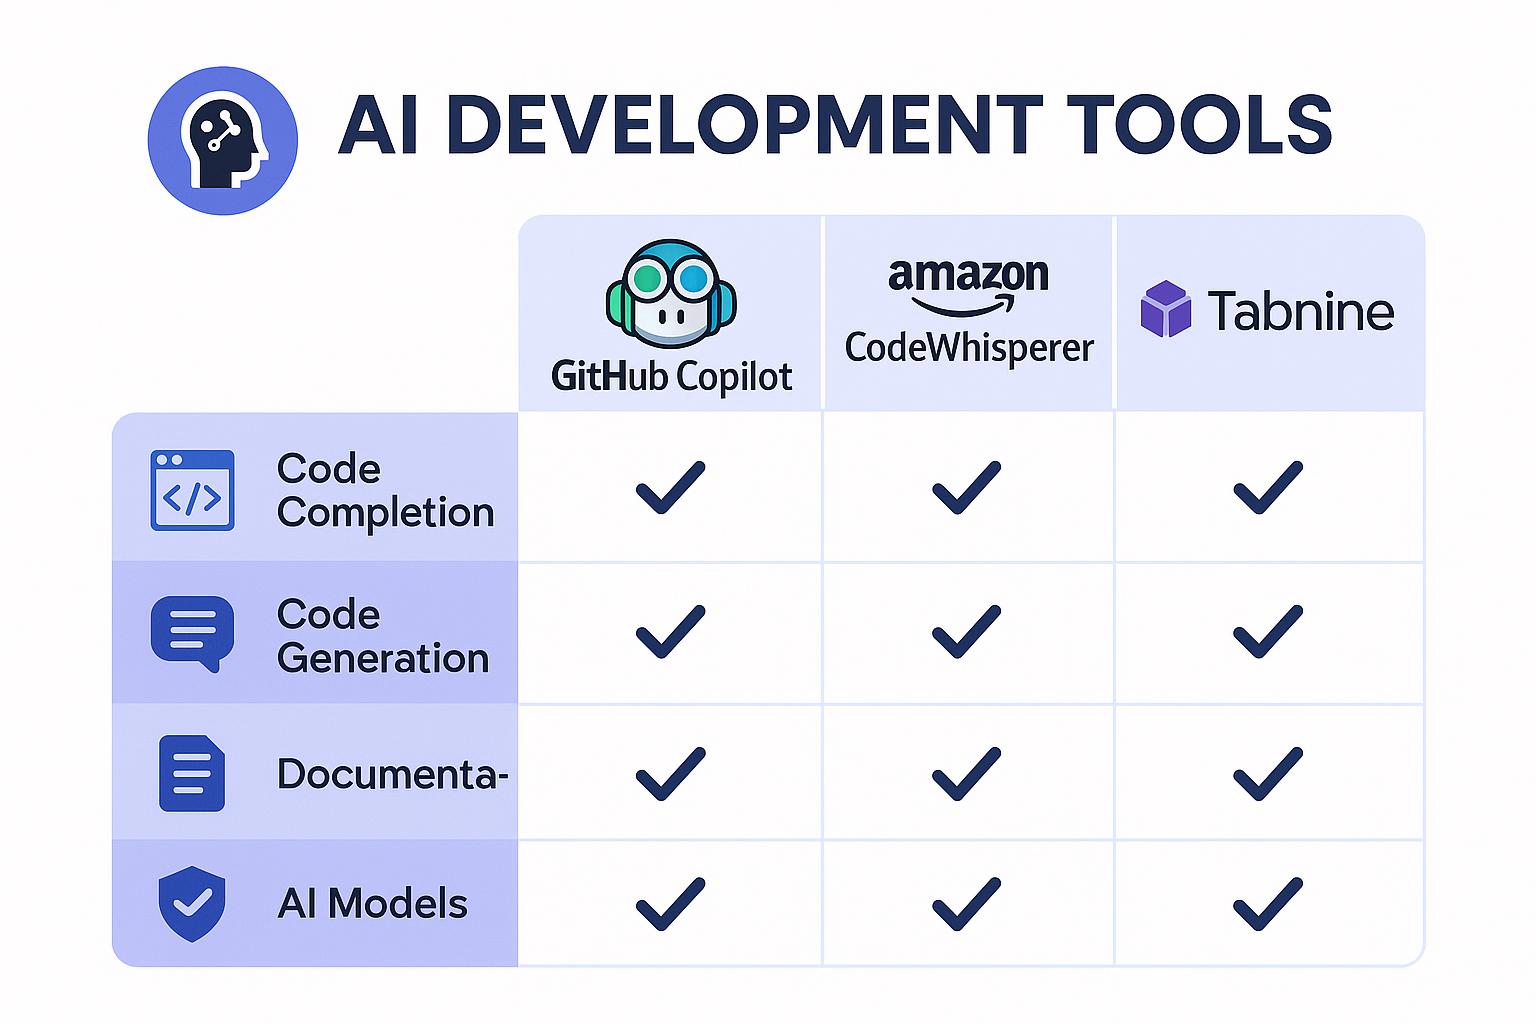 AI DEVELOPMENT TOOLS
GitHub Copilot
amazon
CodeWhisperer
Tabnine
Code
Completion
Code
Generation
Documenta-
AI Models